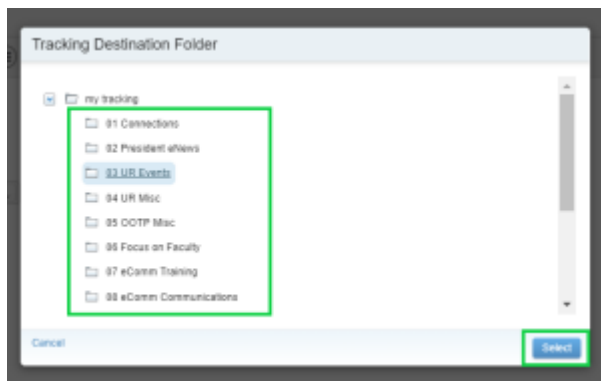 Tracking Destination Folder
my tracking
01 Connections
02 President eNews
03 UR Events
04 UR Misc
05 OOTP Misc
06 Focus on Faculty
07 eComm Training
08 eComm Communications
Cancel
Select